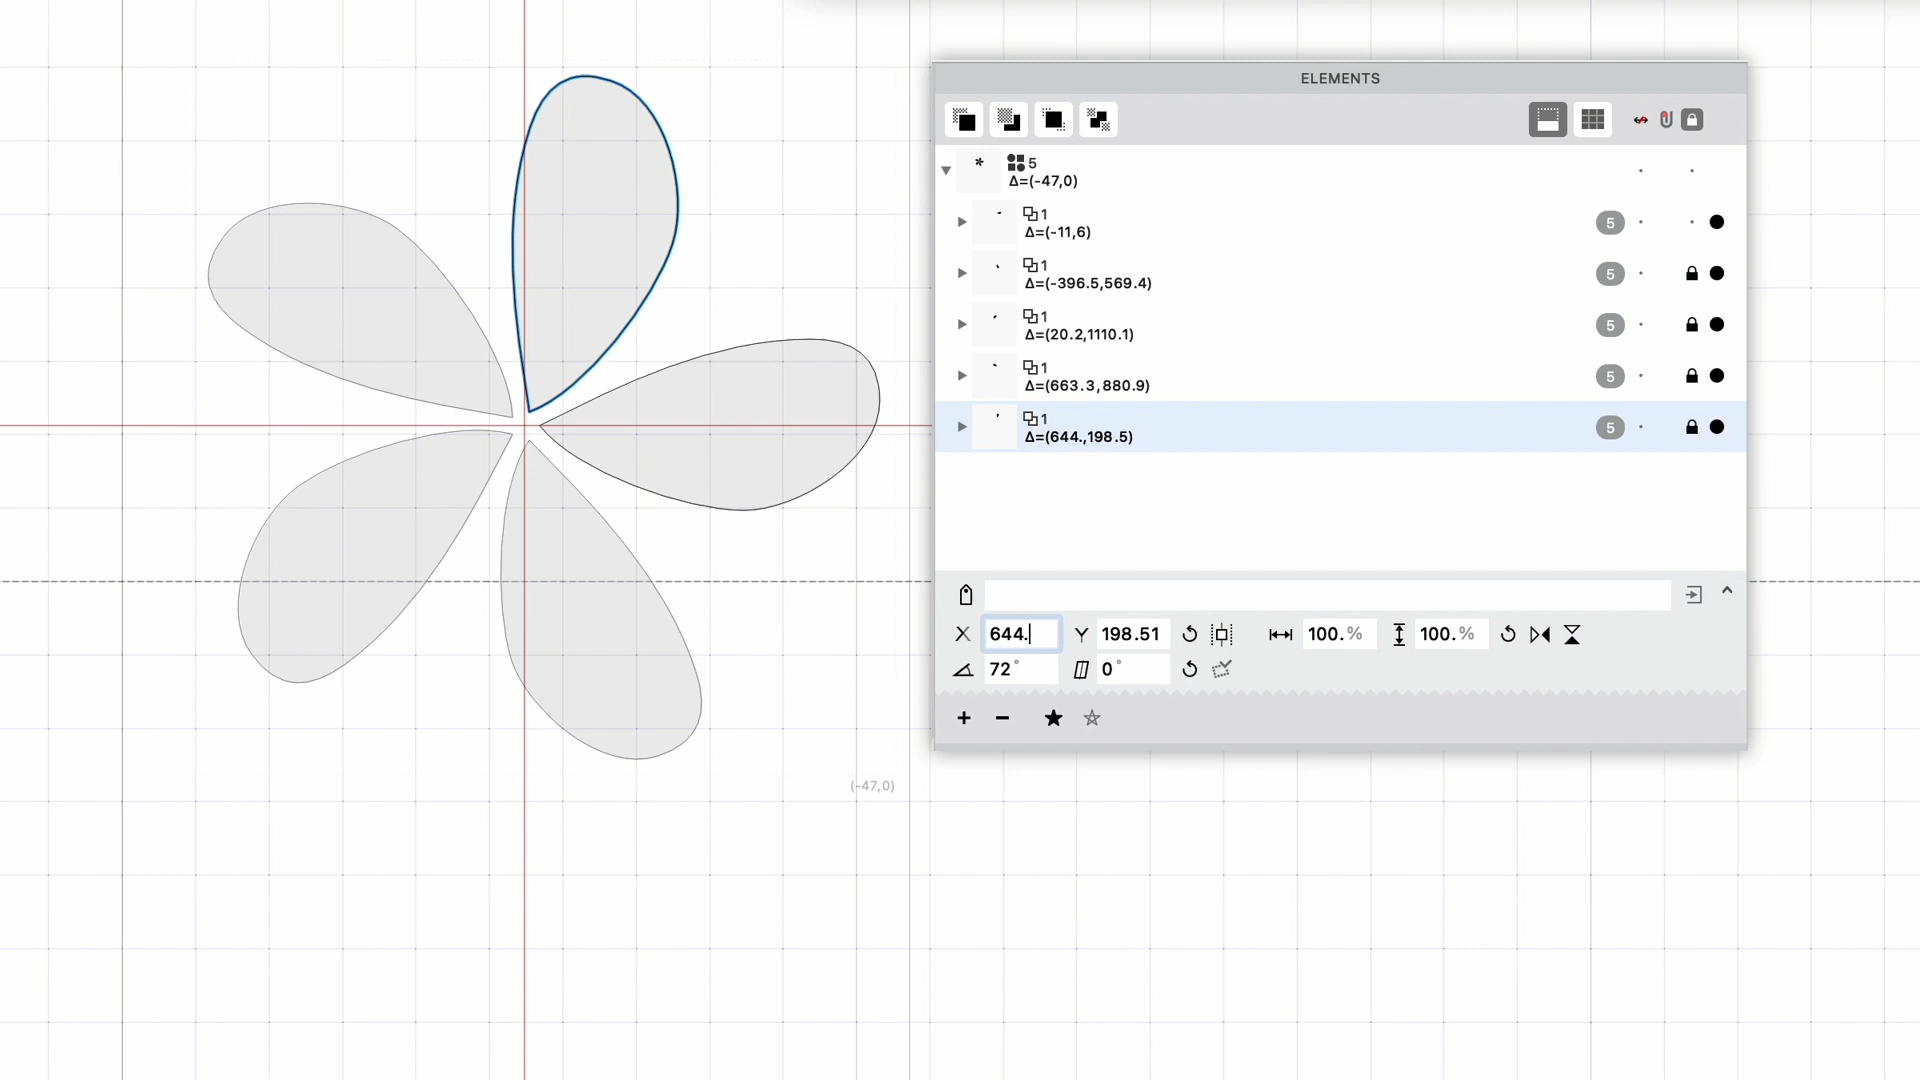 ELEMENTS
5
Δ=(-47,0)
1
Δ=(-11,6)
5
1
Δ=(-396.5,569.4)
5
1
Δ=(20.2,1110.1)
5
1
Δ=(663.3,880.9)
5
1
Δ=(644.,198.5)
5
X 644. Y 198.51 100.% 100.%
72° 0°
(-47,0)